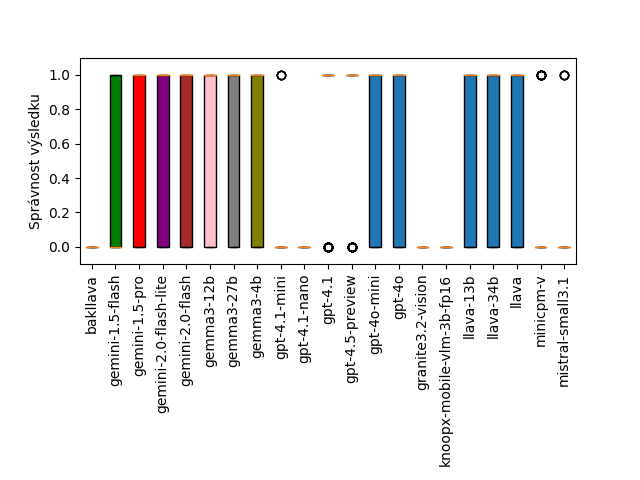 Správnost výsledku
1.0
0.8
0.6
0.4
0.2
0.0
bakllava
gemini-1.5-flash
gemini-1.5-pro
gemini-2.0-flash-lite
gemini-2.0-flash
gemma3-12b
gemma3-27b
gemma3-4b
gpt-4.1-mini
gpt-4.1-nano
gpt-4.1
gpt-4.5-preview
gpt-4o-mini
gpt-4o
granite3.2-vision
knoopx-mobile-vlm-3b-fp16
llava-13b
llava-34b
llava
minicpm-v
mistral-small3.1